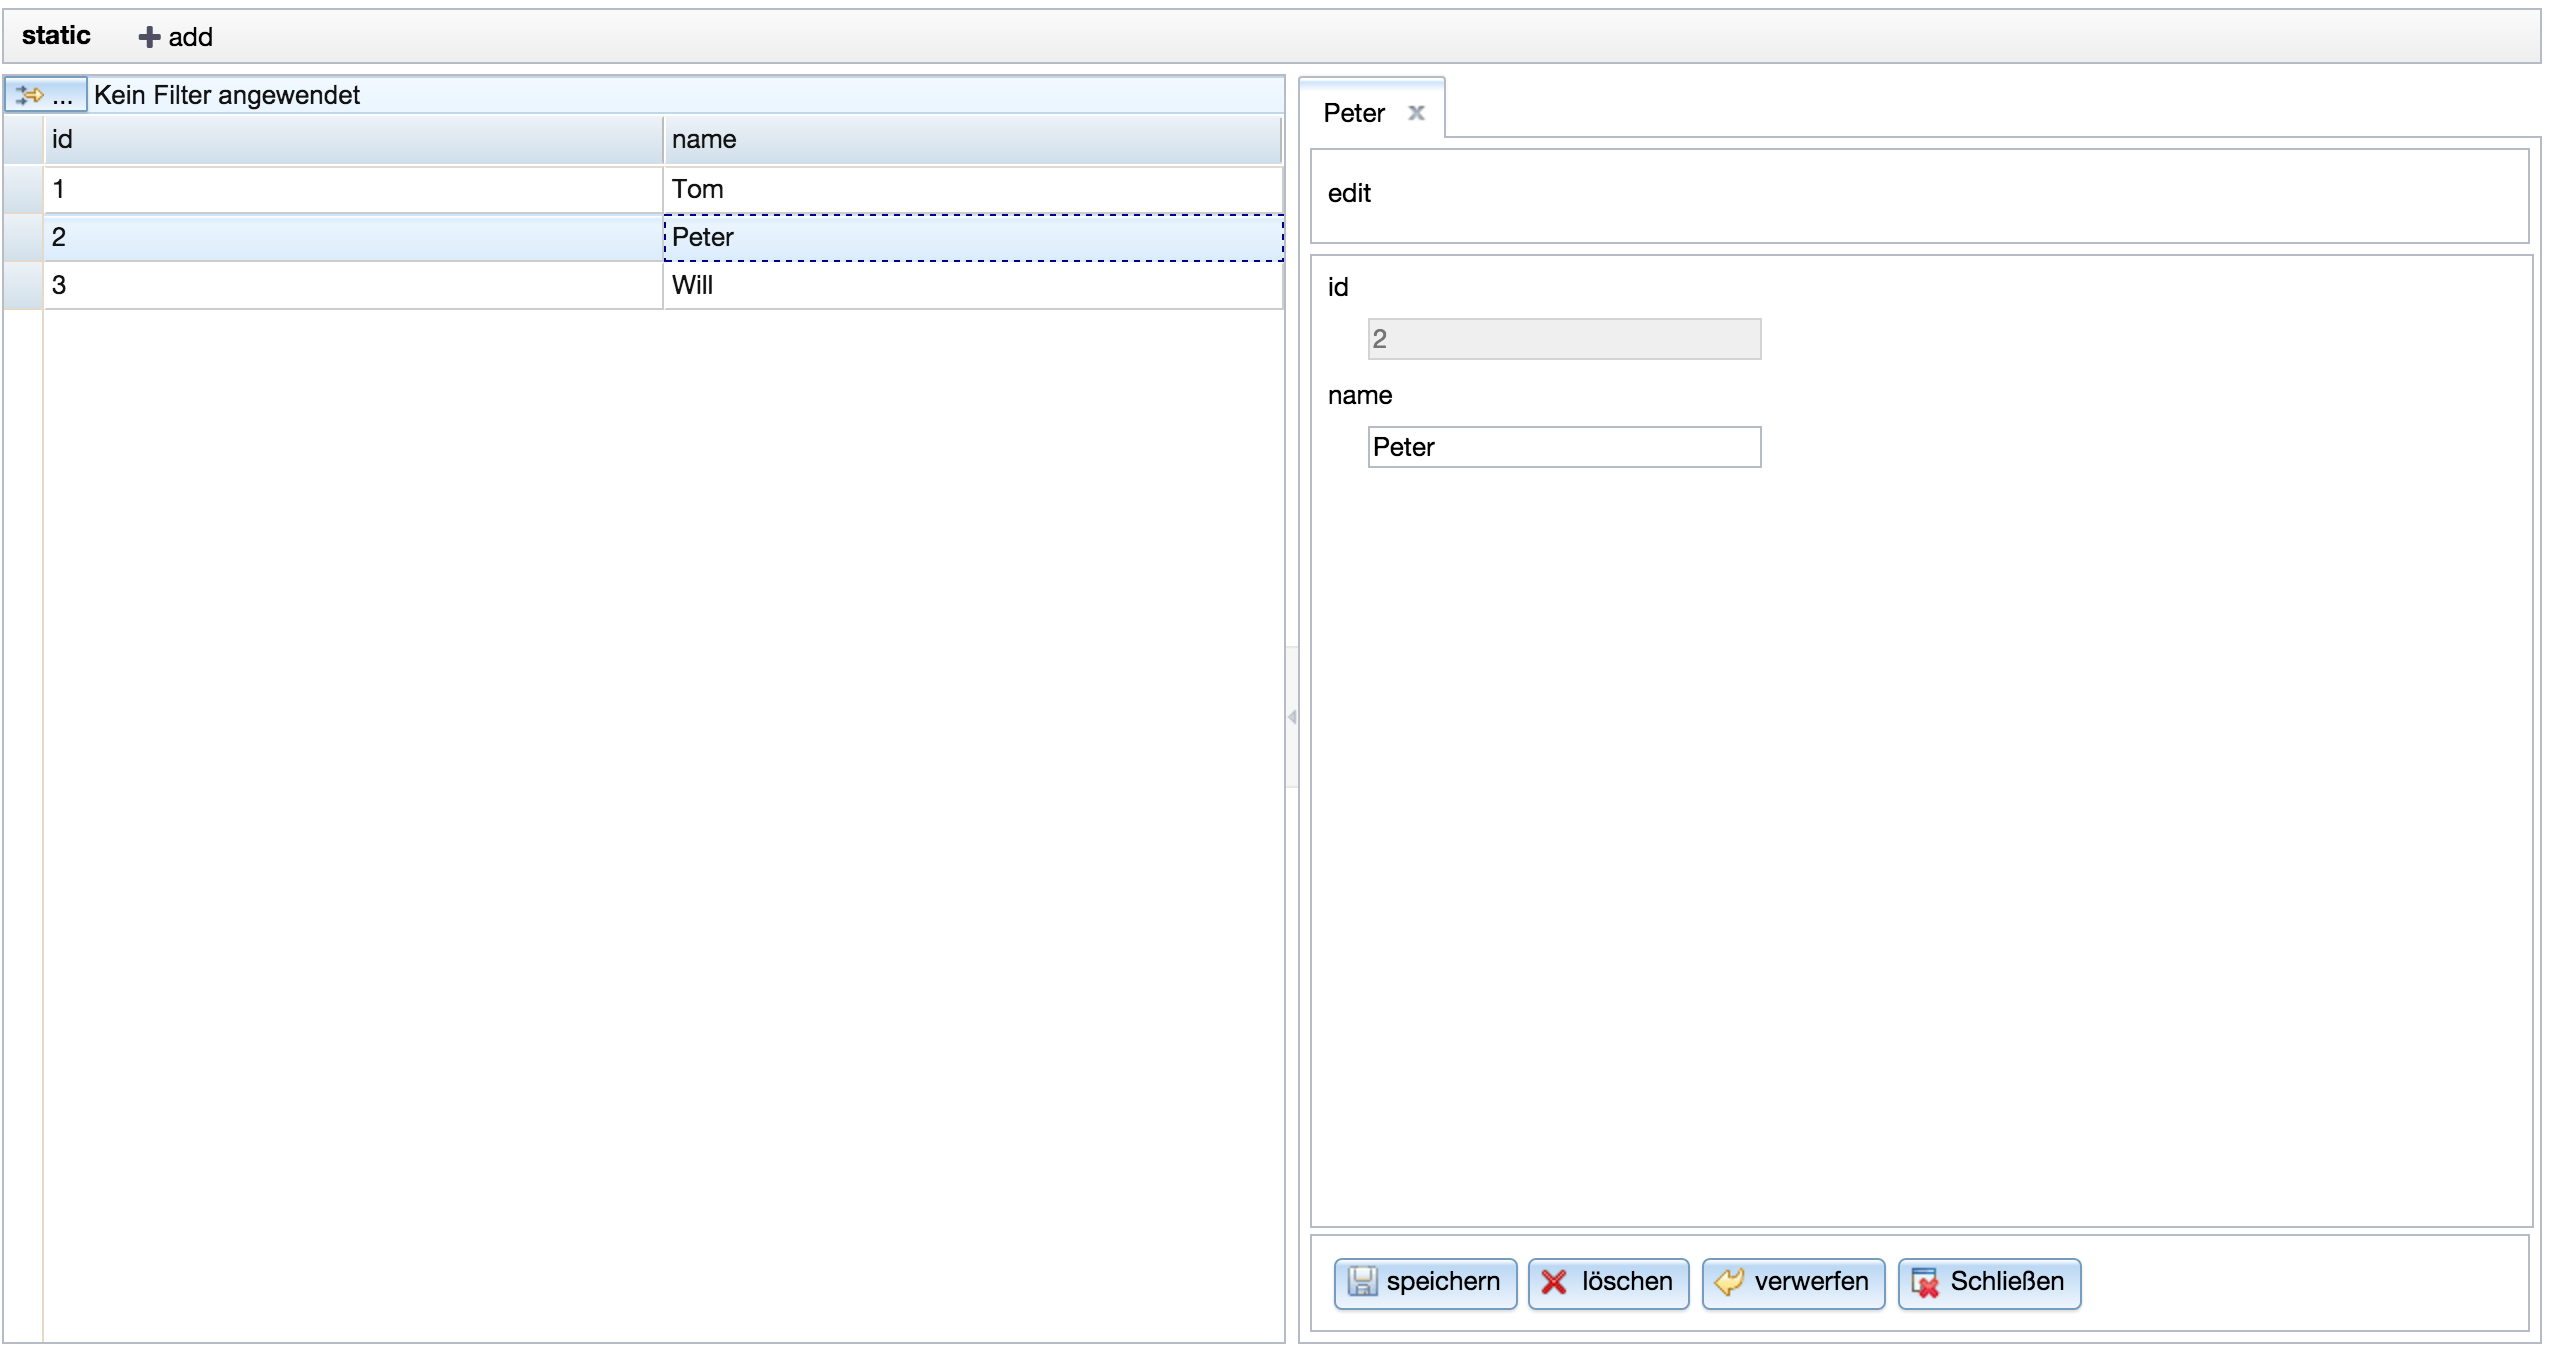 static add
... Kein Filter angewendet
id name
1 Tom
2 Peter
3 Will
Peter x
edit
id
2
name
Peter
speichern löschen verwerfen Schließen